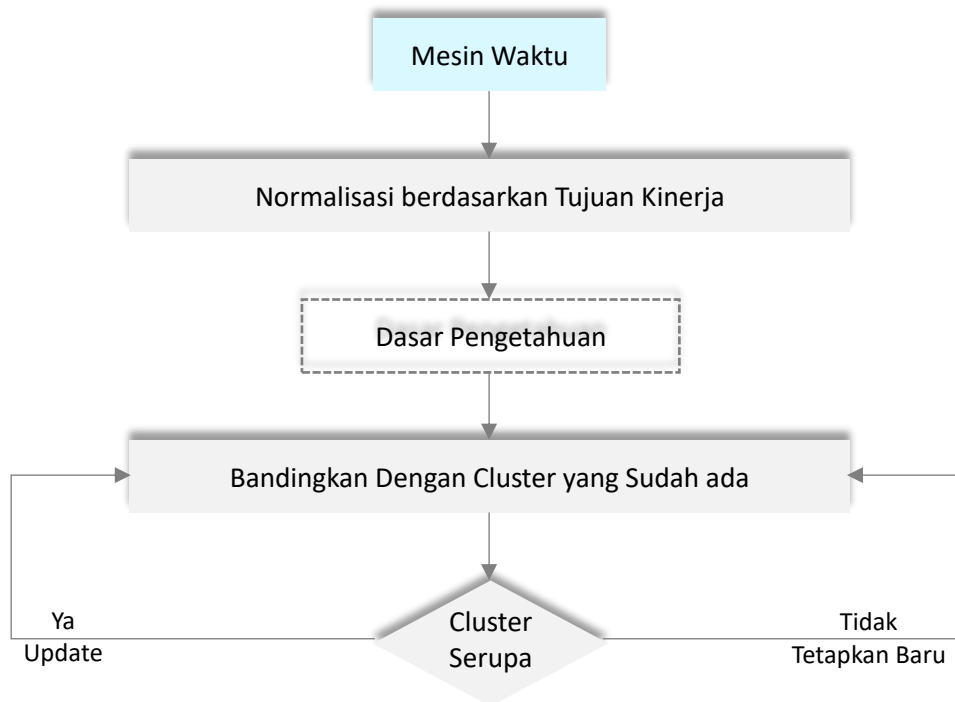 Mesin Waktu
Normalisasi berdasarkan Tujuan Kinerja
Dasar Pengetahuan
Bandingkan Dengan Cluster yang Sudah ada
Cluster
Serupa
Ya
Update
Tidak
Tetapkan Baru